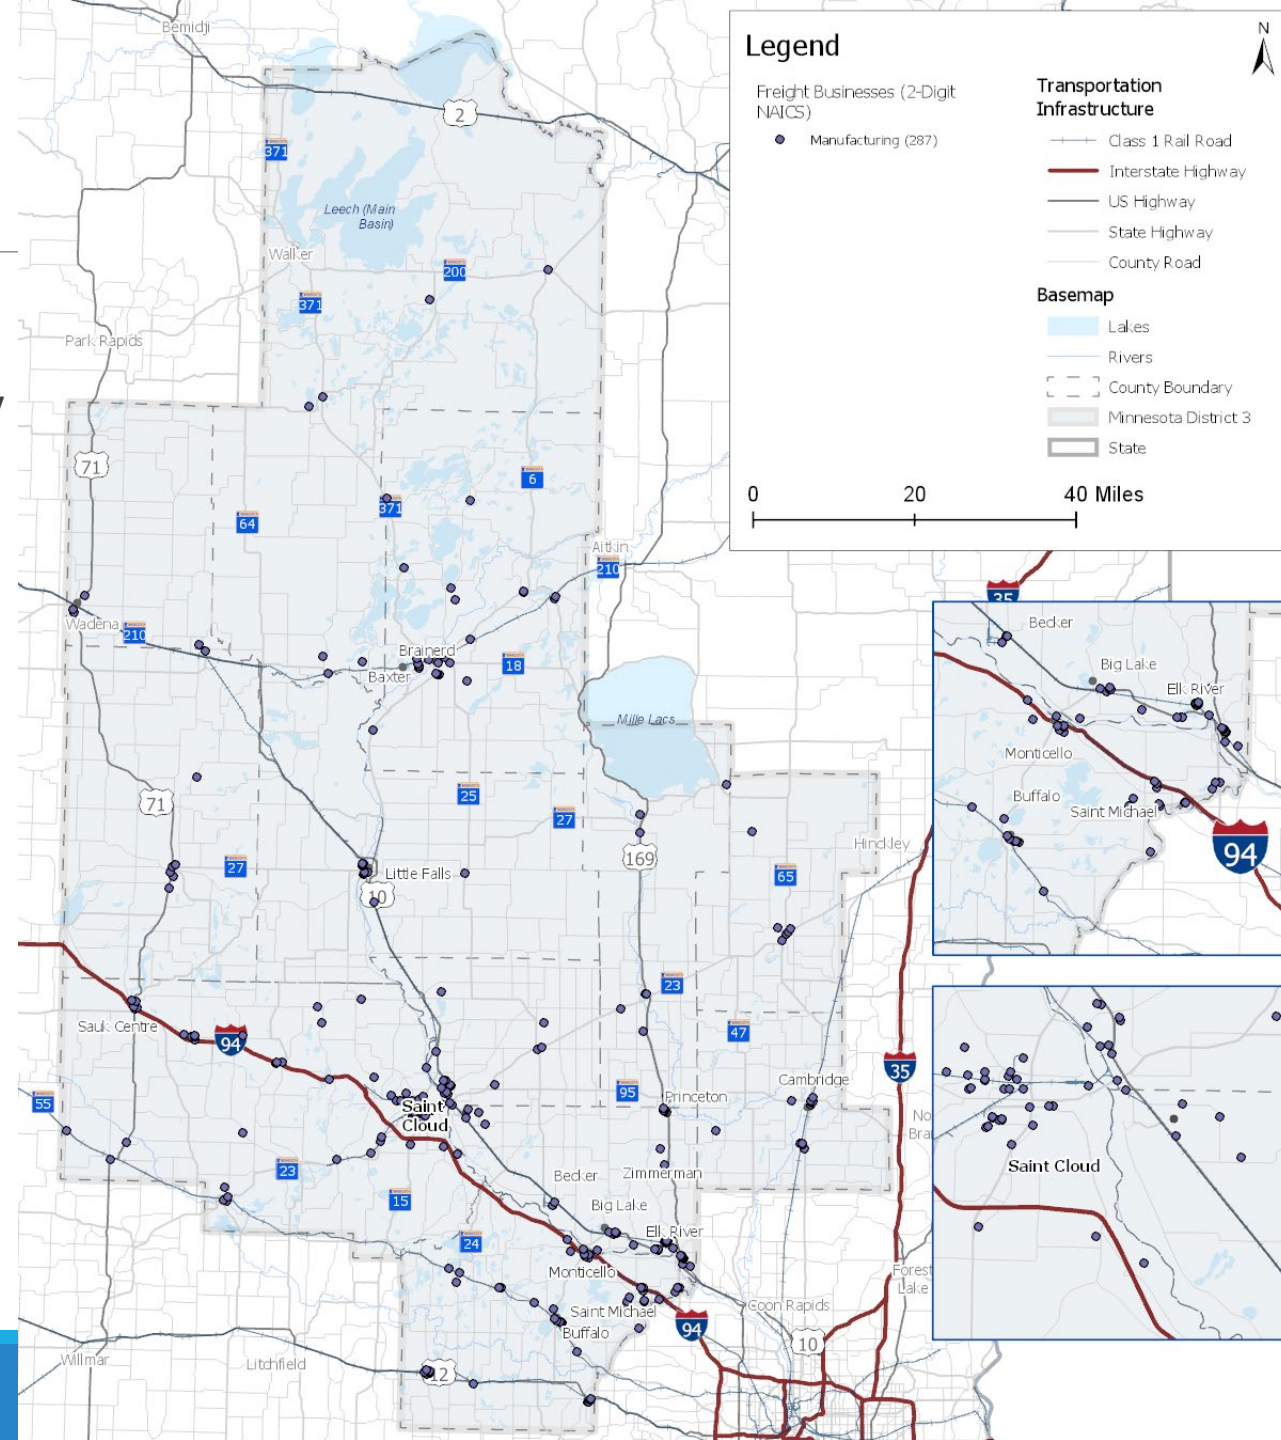 Bemidji
Legend
N
Freight Businesses (2-Digit
NAICS)
Manufacturing (287)
Transportation
Infrastructure
Class 1 Rail Road
Interstate Highway
US Highway
State Highway
County Road
Basemap
Lakes
Rivers
County Boundary
Minnesota District 3
State
0 20 40 Miles
2
371
Leech (Main
Basin)
Walker
200
371
Park Rapids
71
6
371
64
Aitkin
210
35
Wadena
210
Brainerd
Baxter
18
Mille Lacs
71
25
27
169
Hinckley
27
Little Falls
65
10
23
Sauk Centre
94
47
35
55
Saint
Cloud
95
Princeton
Cambridge
No
Bra
23
Becker
Zimmerman
15
Big Lake
24
Elk River
Monticello
Forest
Lake
Saint Michael
Coon Rapids
Buffalo
94
10
Willmar
Litchfield
12
Becker
Big Lake
Elk River
Monticello
Buffalo
Saint Michael
94
Saint Cloud